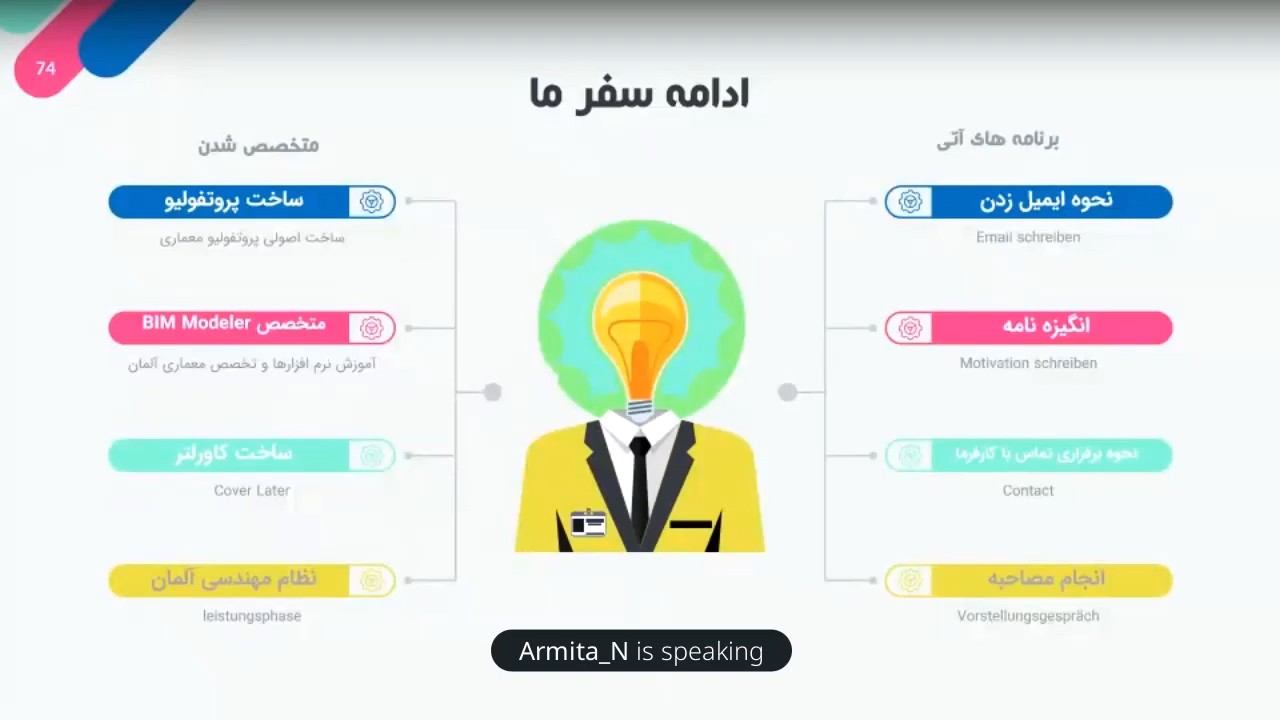 74
ادامه سفر ما
برنامه های آتی
نحوه ایمیل زدن
Email schreiben
انگیزه نامه
Motivation schreiben
نحوه برقراری تماس با کارفرما
Contact
انجام مصاحبه
Vorstellungsgespräch
متخصص شدن
ساخت پروتفولیو
ساخت اصولی پروتفولیو معماری
متخصص BIM Modeler
آموزش نرم افزارها و تخصص معماری آلمان
ساخت کاورلتر
Cover Later
نظام مهندسی آلمان
leistungsphase
Armita_N is speaking